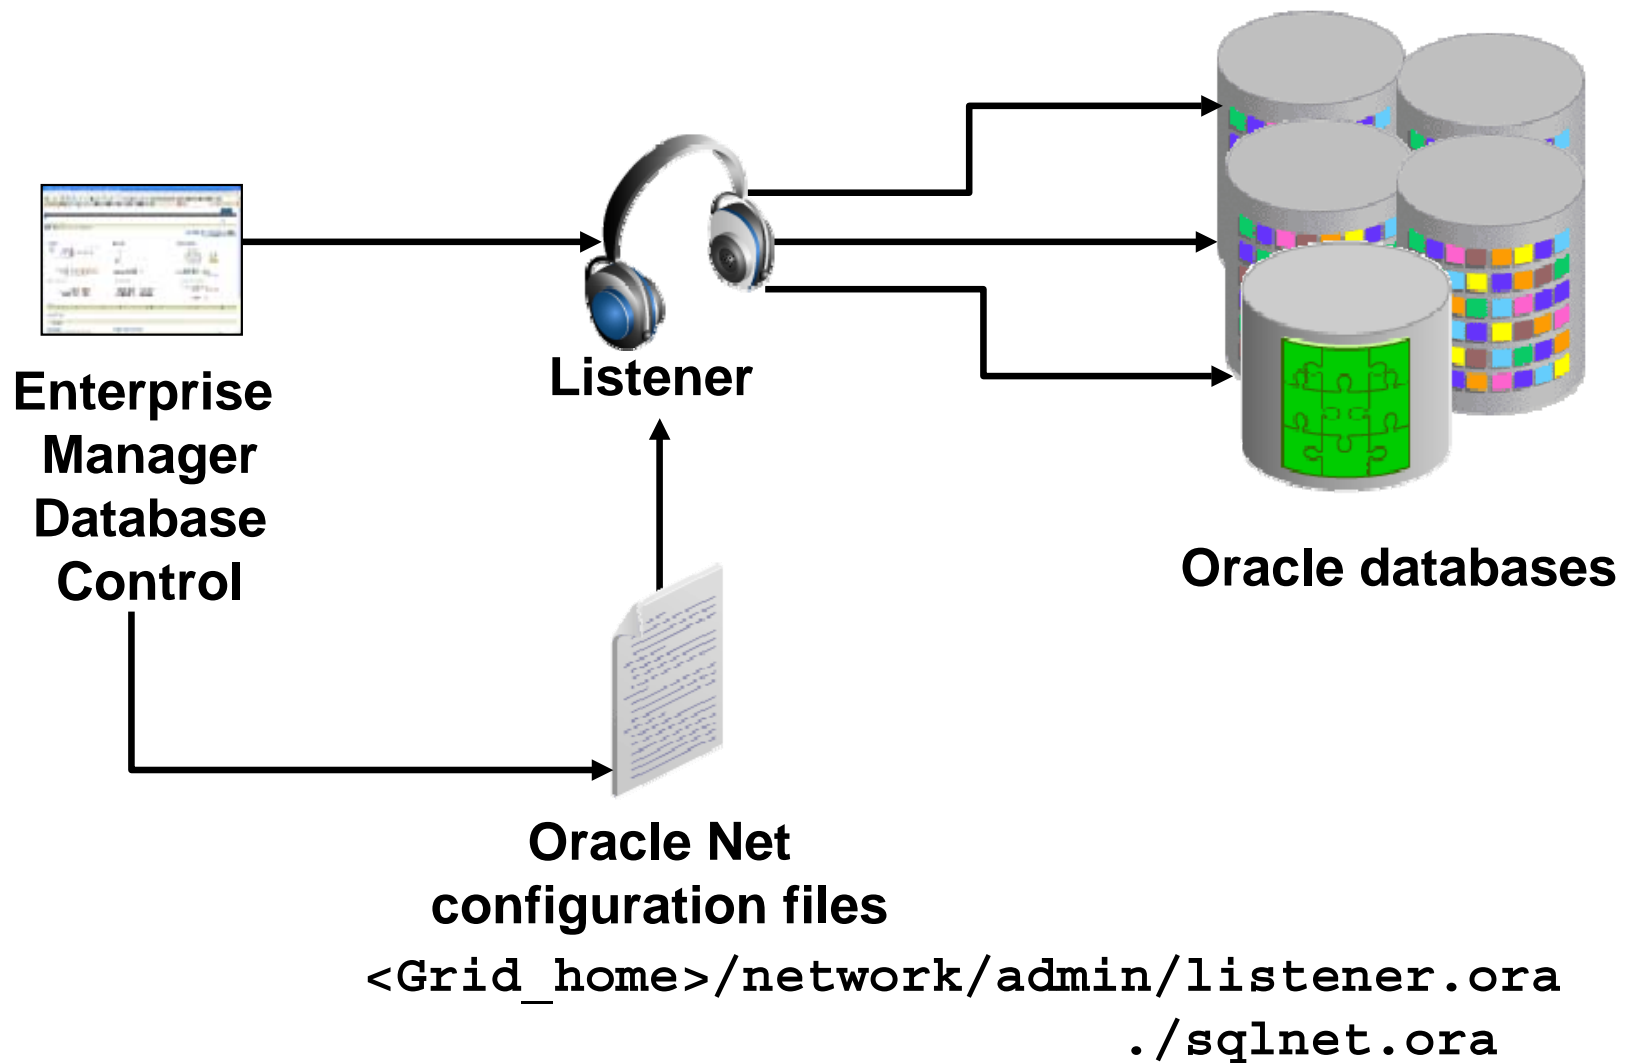 Enterprise
Manager
Database
Control
Listener
Oracle databases
Oracle Net
configuration files
<Grid_home>/network/admin/listener.ora
./sqlnet.ora